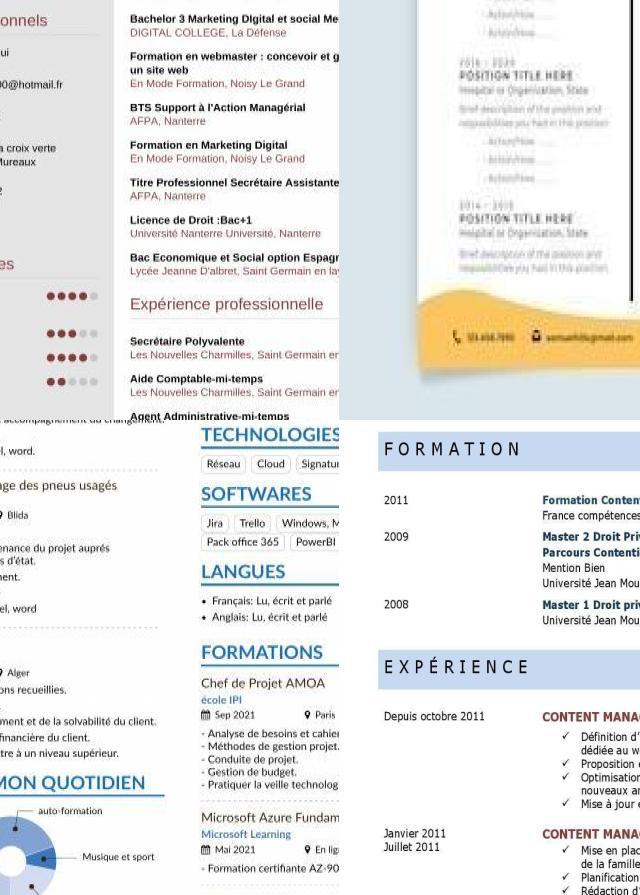 onnels
ui
00@hotmail.fr
a croix verte
Mureaux
es
Bachelor 3 Marketing DIgital et social Me
DIGITAL COLLEGE, La Défense
Formation en webmaster : concevoir et g
un site web
En Mode Formation, Noisy Le Grand
BTS Support à l'Action Managérial
AFPA, Nanterre
Formation en Marketing Digital
En Mode Formation, Noisy Le Grand
Titre Professionnel Secrétaire Assistante
AFPA, Nanterre
Licence de Droit :Bac+1
Université Nanterre Université, Nanterre
Bac Economique et Social option Espagn
Lycée Jeanne D'albret, Saint Germain en lay
Expérience professionnelle
Secrétaire Polyvalente
Les Nouvelles Charmilles, Saint Germain en
Aide Comptable-mi-temps
Les Nouvelles Charmilles, Saint Germain en
Agent Administrative-mi-temps
POSITION TITLE HERE
Hospital or Organization, State
Brief description of the position and
responsibilities you had in this position
POSITION TITLE HERE
Hospital or Organization, State
Brief description of the position and
responsibilities you had in this position
accompagnement du changement.
el, word.
age des pneus usagés
Blida
enance du projet auprés
s d'état.
ment.
el, word
Alger
ons recueillies.
ment et de la solvabilité du client.
financière du client.
tre à un niveau supérieur.
MON QUOTIDIEN
auto-formation
Musique et sport
TECHNOLOGIES
Réseau Cloud Signatur
SOFTWARES
Jira Trello Windows, M
Pack office 365 PowerBI
LANGUES
• Français: Lu, écrit et parlé
• Anglais: Lu, écrit et parlé
FORMATIONS
Chef de Projet AMOA
école IPI
Sep 2021 Paris
- Analyse de besoins et cahier
- Méthodes de gestion projet.
- Conduite de projet.
- Gestion de budget.
- Pratiquer la veille technolog
Microsoft Azure Fundam
Microsoft Learning
Mai 2021 En lig
- Formation certifiante AZ-90
FORMATION
2011 Formation Conten
France compétences
2009 Master 2 Droit Priv
Parcours Contenti
Mention Bien
Université Jean Mou
2008 Master 1 Droit priv
Université Jean Mou
EXPÉRIENCE
Depuis octobre 2011 CONTENT MANA
✓ Définition d'
dédiée au w
✓ Proposition
✓ Optimisation
nouveaux ar
✓ Mise à jour
Janvier 2011 CONTENT MANA
Juillet 2011 ✓ Mise en plac
de la famille
✓ Planification
✓ Rédaction d'